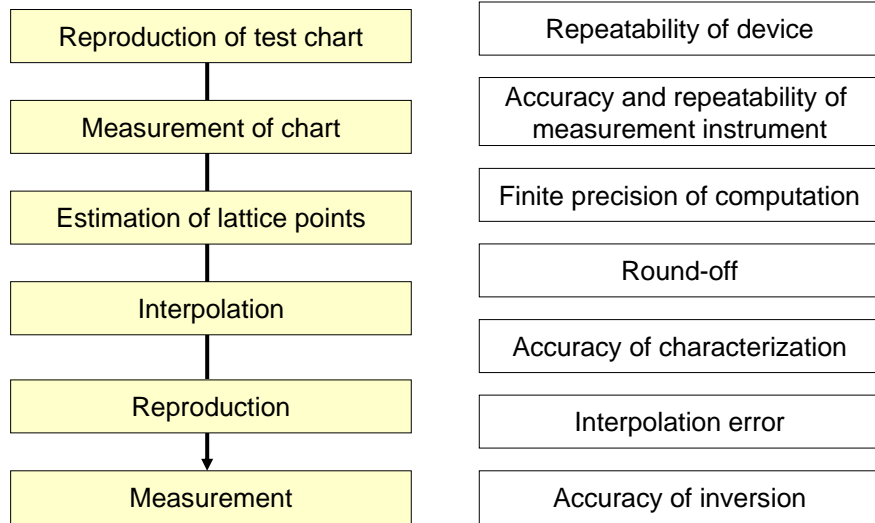 Reproduction of test chart
Measurement of chart
Estimation of lattice points
Interpolation
Reproduction
Measurement
Repeatability of device
Accuracy and repeatability of
measurement instrument
Finite precision of computation
Round-off
Accuracy of characterization
Interpolation error
Accuracy of inversion